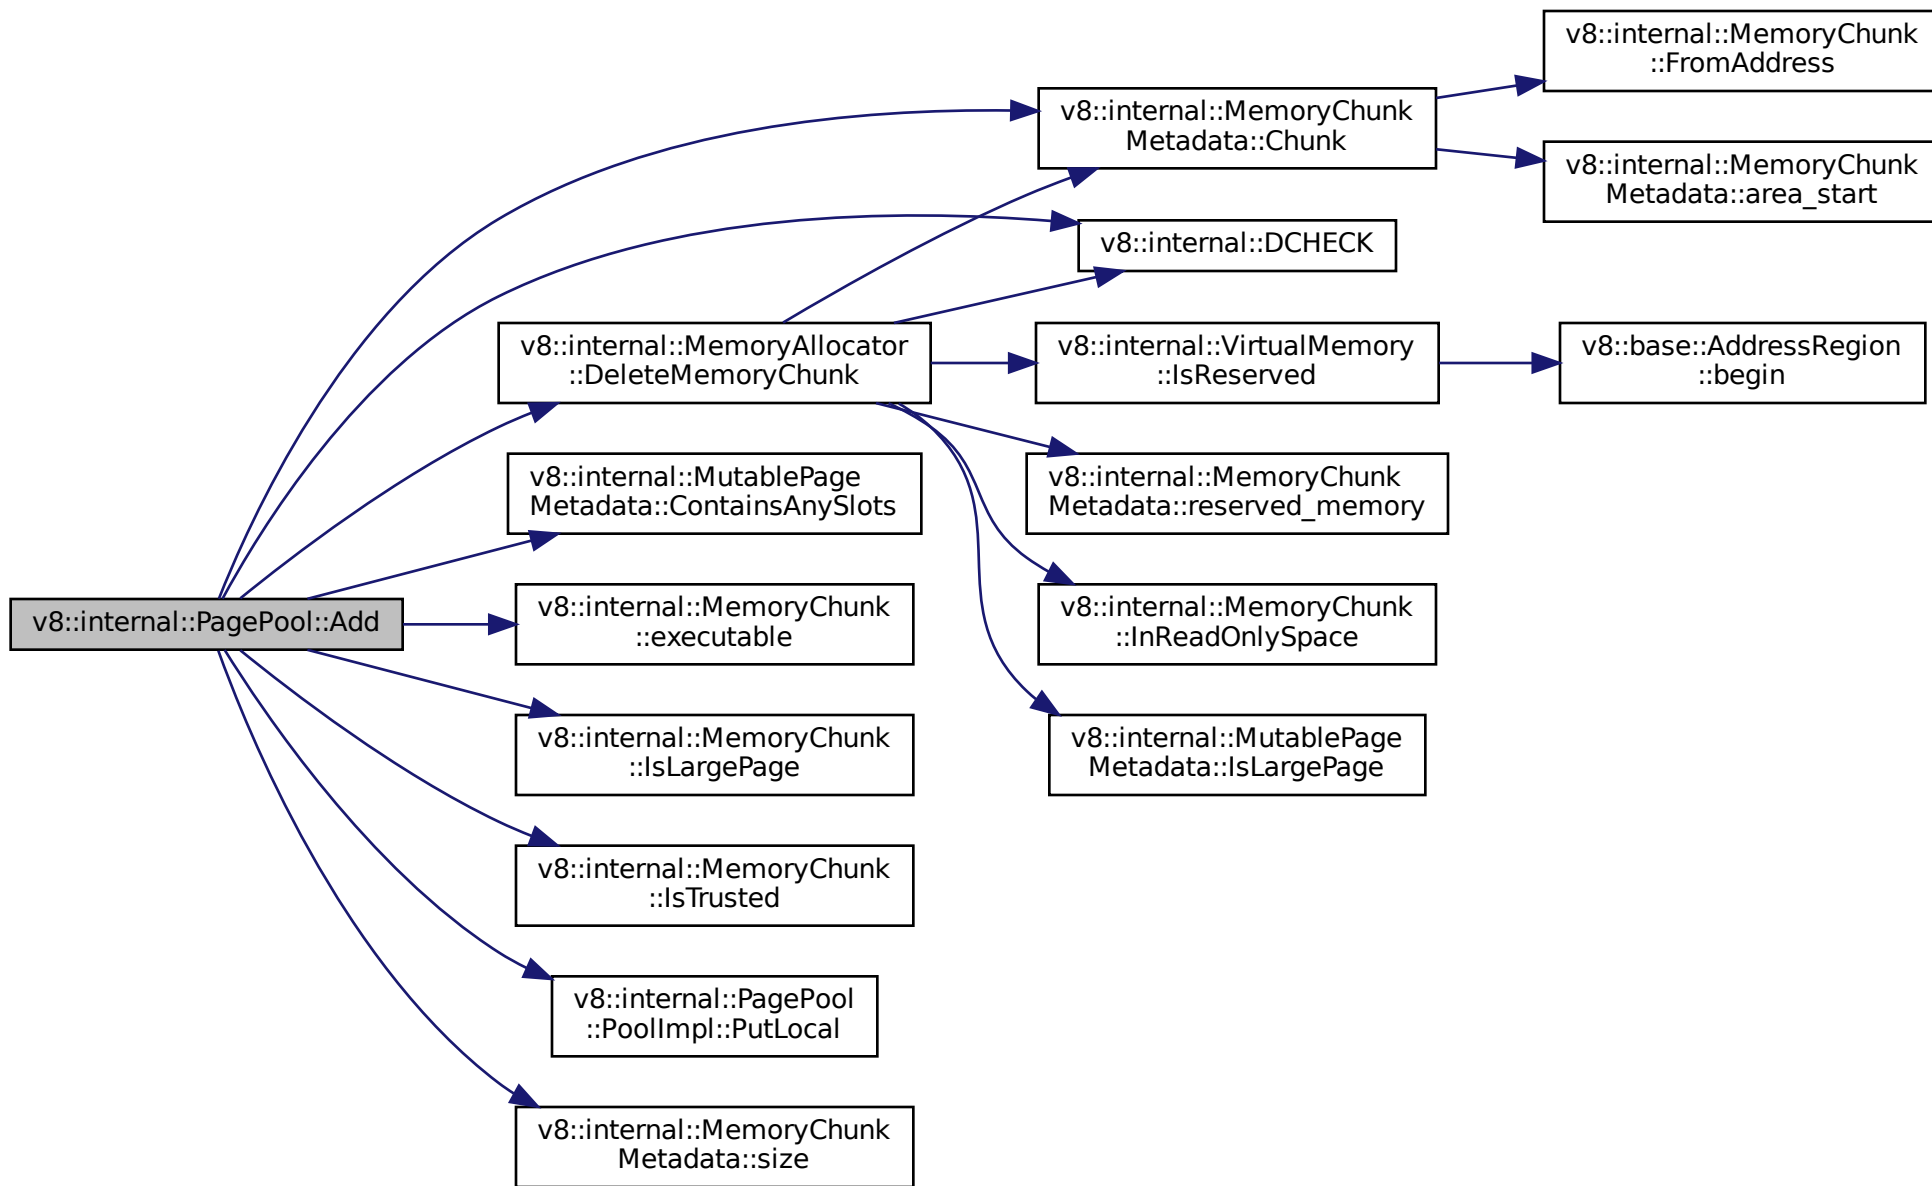 v8::internal::PagePool::Add
v8::internal::MemoryChunk
Metadata::Chunk
v8::internal::MemoryChunk
::FromAddress
v8::internal::MemoryChunk
Metadata::area_start
v8::internal::DCHECK
v8::internal::MemoryAllocator
::DeleteMemoryChunk
v8::internal::VirtualMemory
::IsReserved
v8::base::AddressRegion
::begin
v8::internal::MemoryChunk
Metadata::reserved_memory
v8::internal::MemoryChunk
::InReadOnlySpace
v8::internal::MutablePage
Metadata::IsLargePage
v8::internal::MutablePage
Metadata::ContainsAnySlots
v8::internal::MemoryChunk
::executable
v8::internal::MemoryChunk
::IsLargePage
v8::internal::MemoryChunk
::IsTrusted
v8::internal::PagePool
::PoolImpl::PutLocal
v8::internal::MemoryChunk
Metadata::size